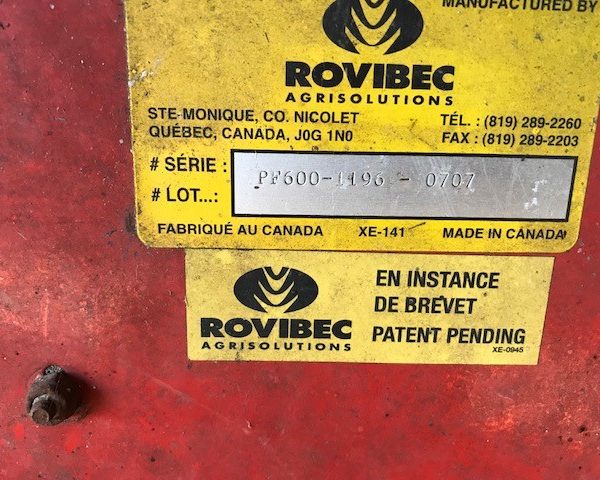 MANUFACTURED BY
ROVIBEC
AGRISOLUTIONS
STE-MONIQUE, CO. NICOLET
QUÉBEC, CANADA, J0G 1N0
TÉL. : (819) 289-2260
FAX : (819) 289-2203
# SÉRIE :
# LOT...:
PF600-1196 - 0707
FABRIQUÉ AU CANADA XE-141 MADE IN CANADA
ROVIBEC
AGRISOLUTIONS
EN INSTANCE
DE BREVET
PATENT PENDING
XE-0945